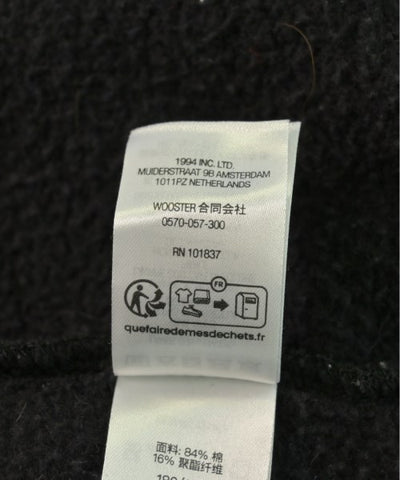 1994 INC. LTD.
MUIDERSTRAAT 9B AMSTERDAM
1011PZ NETHERLANDS
WOOSTER 合同会社
0570-057-300
RN 101837
FR
quefairedemesdechets.fr
面料: 84% 棉
16% 聚酯纤维